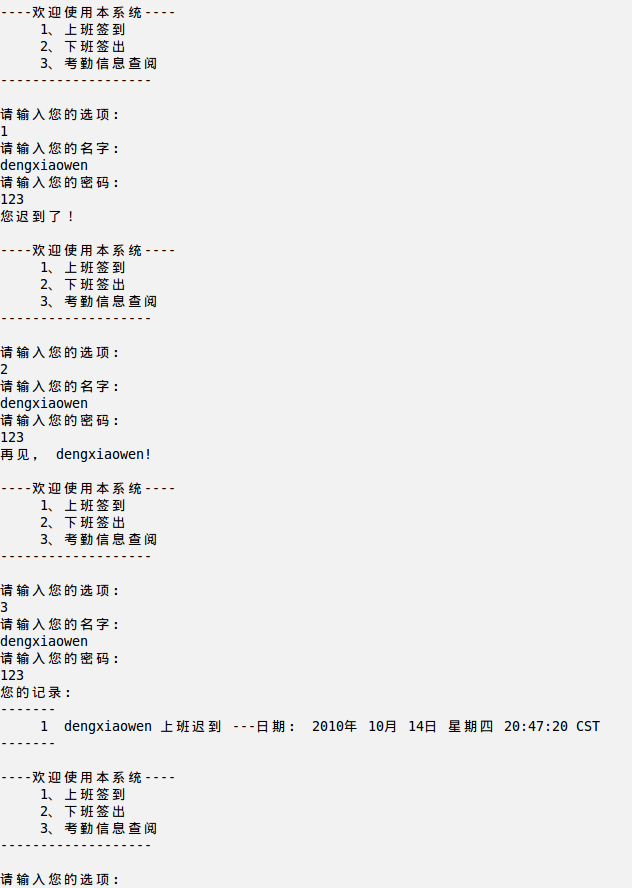 ----欢迎使用本系统----
     1、上班签到
     2、下班签出
     3、考勤信息查阅
-------------------

请输入您的选项：
1
请输入您的名字：
dengxiaowen
请输入您的密码：
123
您迟到了！

----欢迎使用本系统----
     1、上班签到
     2、下班签出
     3、考勤信息查阅
-------------------

请输入您的选项：
2
请输入您的名字：
dengxiaowen
请输入您的密码：
123
再见， dengxiaowen!

----欢迎使用本系统----
     1、上班签到
     2、下班签出
     3、考勤信息查阅
-------------------

请输入您的选项：
3
请输入您的名字：
dengxiaowen
请输入您的密码：
123
您的记录：
-------
     1  dengxiaowen 上班迟到 ---日期： 2010年 10月 14日 星期四 20:47:20 CST
-------

----欢迎使用本系统----
     1、上班签到
     2、下班签出
     3、考勤信息查阅
-------------------

请输入您的选项：